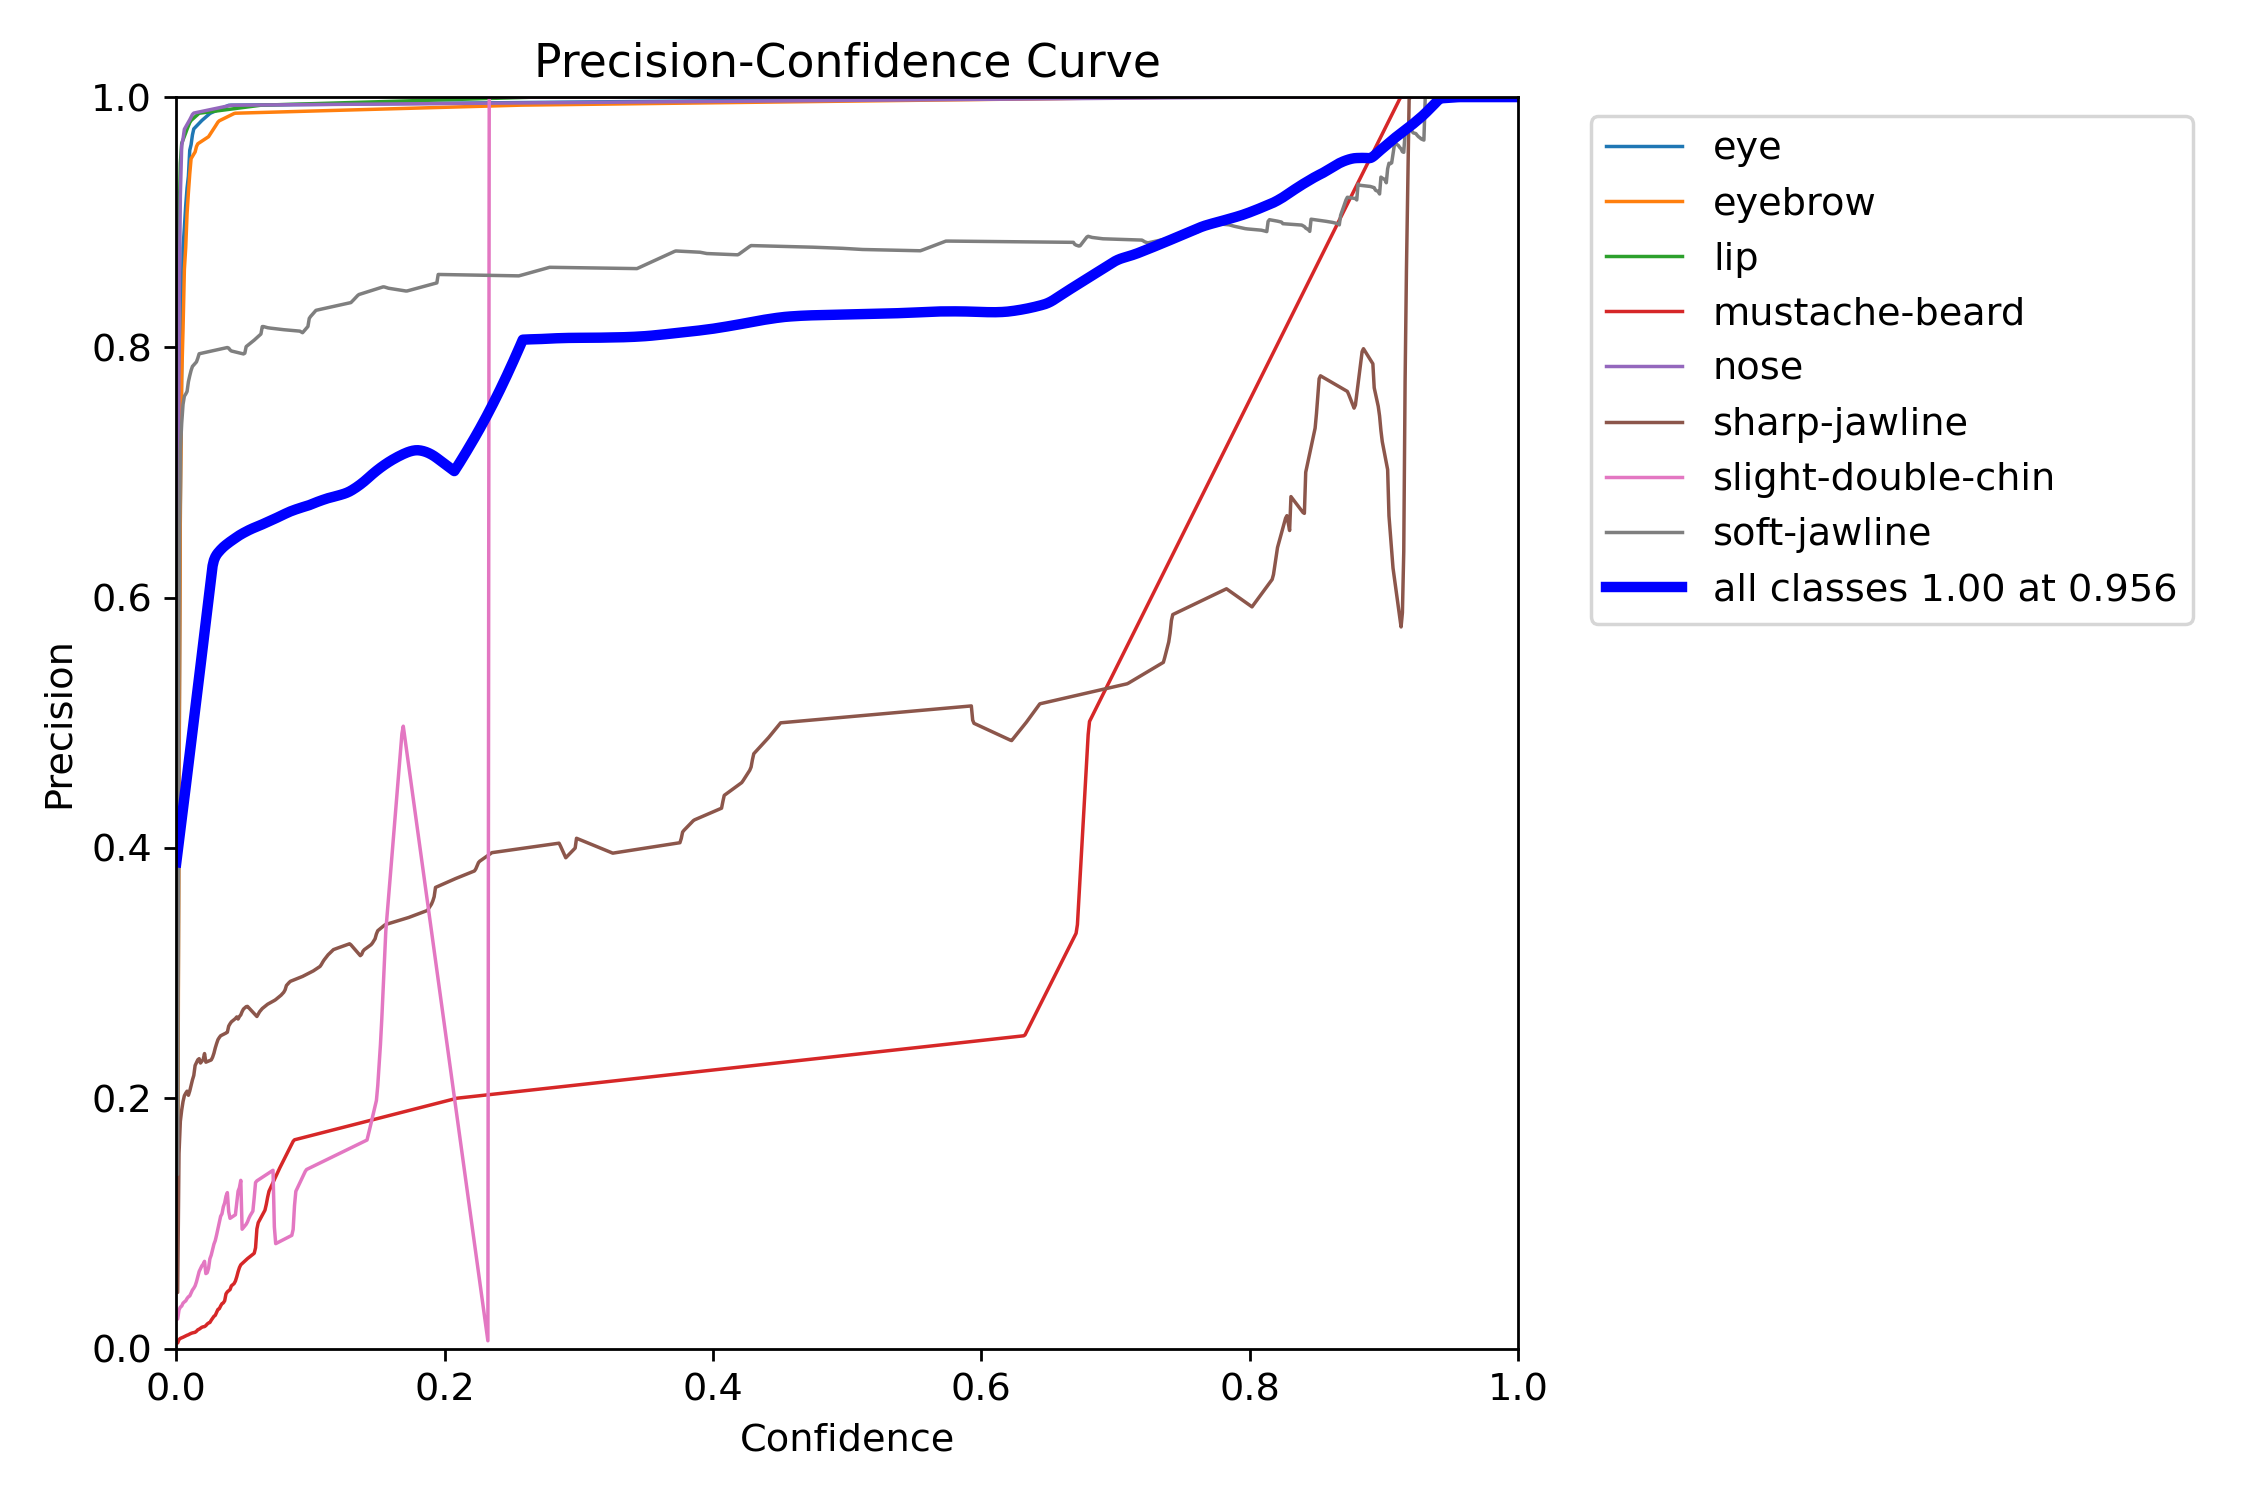 Precision-Confidence Curve
1.0
0.8
0.6
0.4
0.2
0.0
Precision
0.0 0.2 0.4 0.6 0.8 1.0
Confidence
eye
eyebrow
lip
mustache-beard
nose
sharp-jawline
slight-double-chin
soft-jawline
all classes 1.00 at 0.956